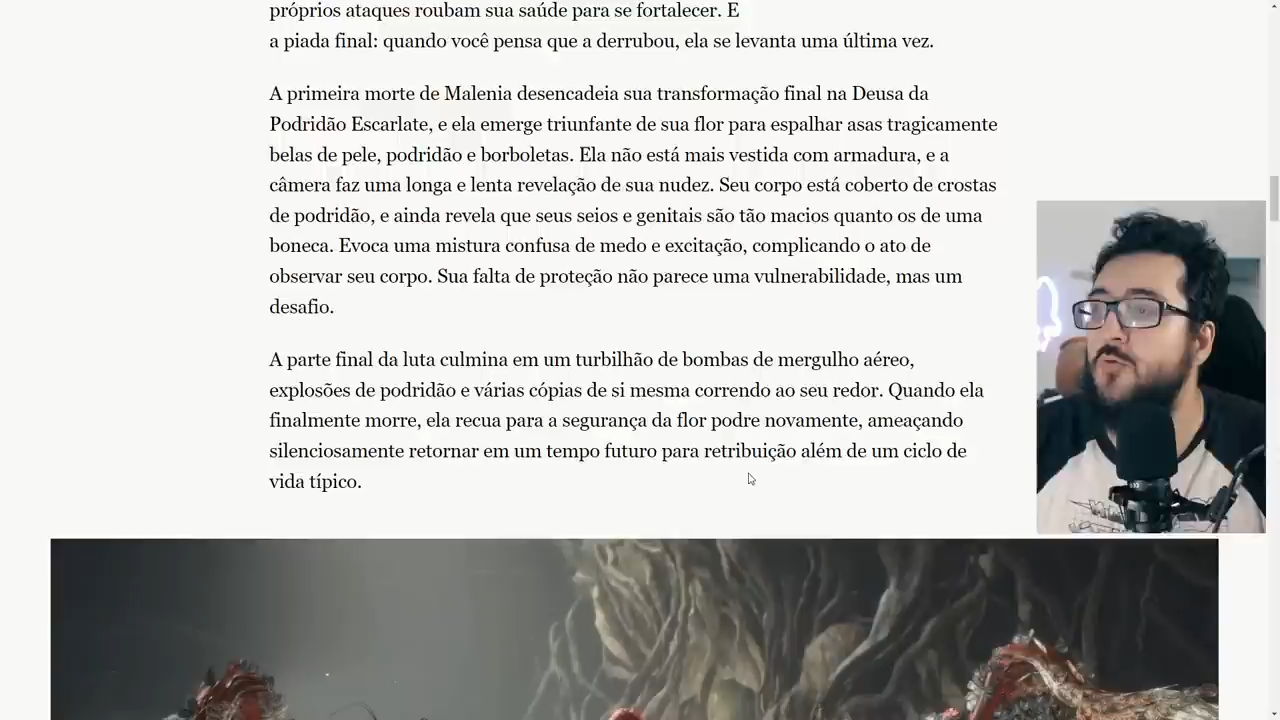 próprios ataques roubam sua saúde para se fortalecer. E
a piada final: quando você pensa que a derrubou, ela se levanta uma última vez.
A primeira morte de Malenia desencadeia sua transformação final na Deusa da
Podridão Escarlate, e ela emerge triunfante de sua flor para espalhar asas tragicamente
belas de pele, podridão e borboletas. Ela não está mais vestida com armadura, e a
câmera faz uma longa e lenta revelação de sua nudez. Seu corpo está coberto de crostas
de podridão, e ainda revela que seus seios e genitais são tão macios quanto os de uma
boneca. Evoca uma mistura confusa de medo e excitação, complicando o ato de
observar seu corpo. Sua falta de proteção não parece uma vulnerabilidade, mas um
desafio.
A parte final da luta culmina em um turbilhão de bombas de mergulho aéreo,
explosões de podridão e várias cópias de si mesma correndo ao seu redor. Quando ela
finalmente morre, ela recua para a segurança da flor podre novamente, ameaçando
silenciosamente retornar em um tempo futuro para retribuição além de um ciclo de
vida típico.